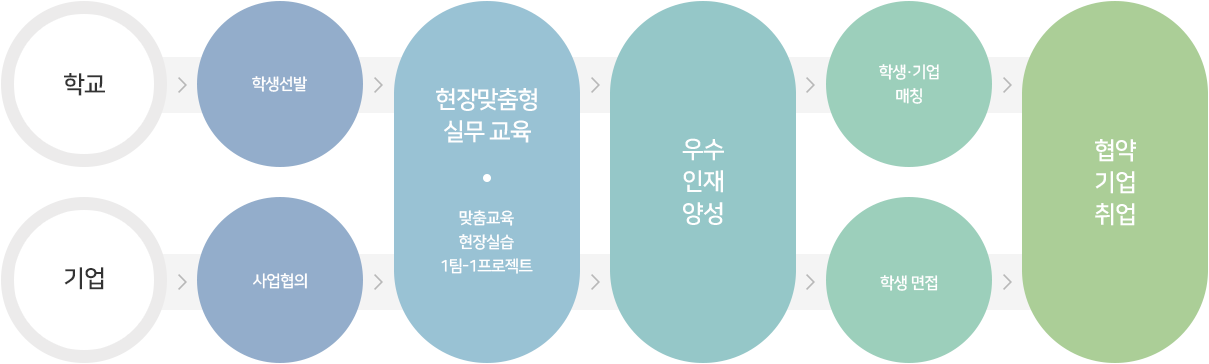 학교
학생선발
현장맞춤형
실무 교육
맞춤교육
현장실습
1팀-1프로젝트
우수
인재
양성
학생·기업
매칭
협약
기업
취업
기업
사업협의
학생 면접